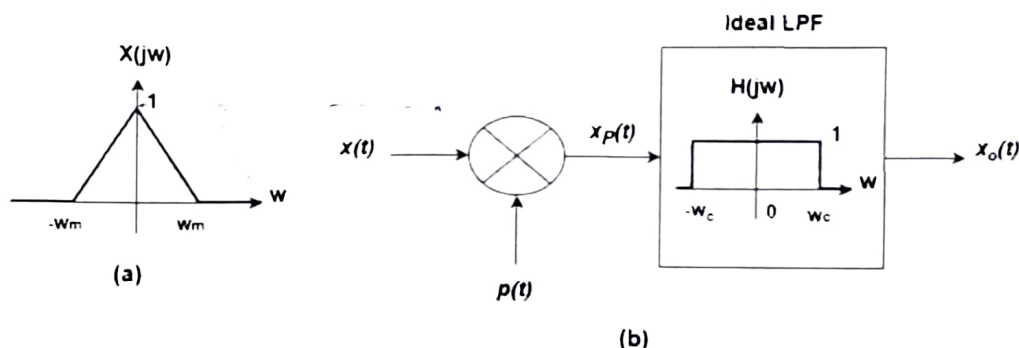 Ideal LPF
X(jw)
1
-wm
wm
w
(a)
x(t)
p(t)
xP(t)
H(jw)
1
-wc
0
wc
w
xo(t)
(b)